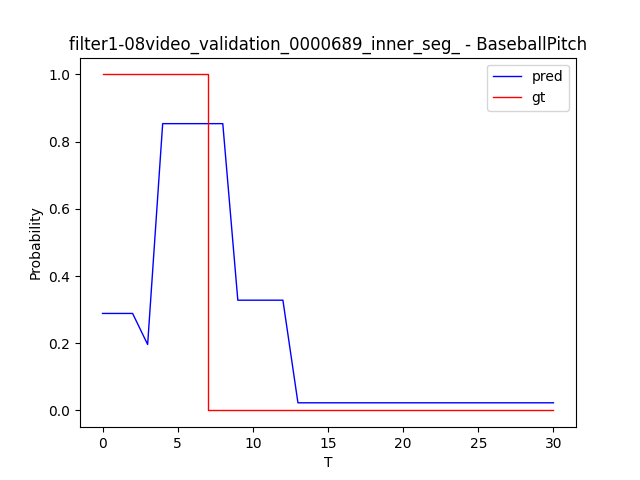 filter1-08video_validation_0000689_inner_seg_ - BaseballPitch
pred
gt
1.0
0.8
0.6
0.4
0.2
0.0
Probability
0
5
10
15
20
25
30
T